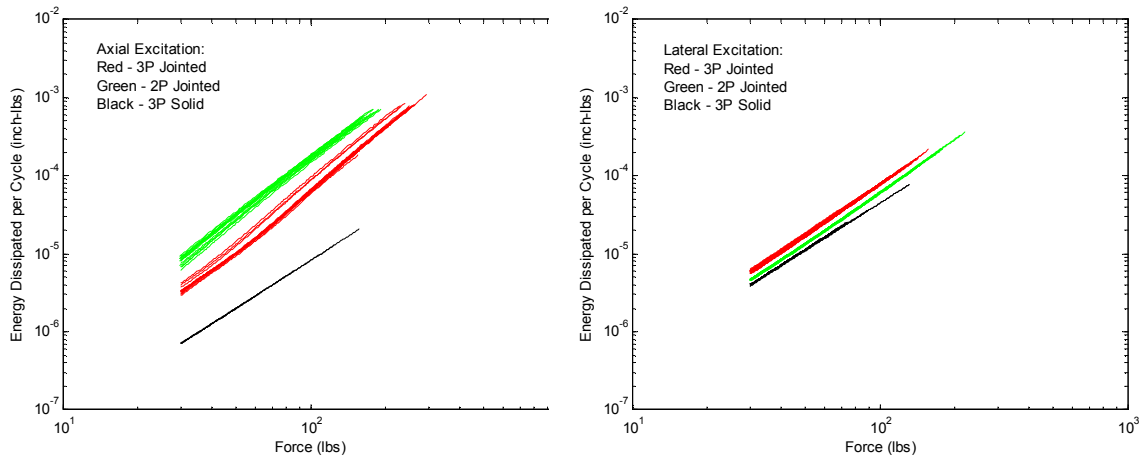 Axial Excitation:
Red - 3P Jointed
Green - 2P Jointed
Black - 3P Solid
Energy Dissipated per Cycle (inch-lbs)
10^-2
10^-3
10^-4
10^-5
10^-6
10^-7
10^1
10^2
Force (lbs)
Lateral Excitation:
Red - 3P Jointed
Green - 2P Jointed
Black - 3P Solid
Energy Dissipated per Cycle (inch-lbs)
10^-2
10^-3
10^-4
10^-5
10^-6
10^-7
10^1
10^2
10^3
Force (lbs)